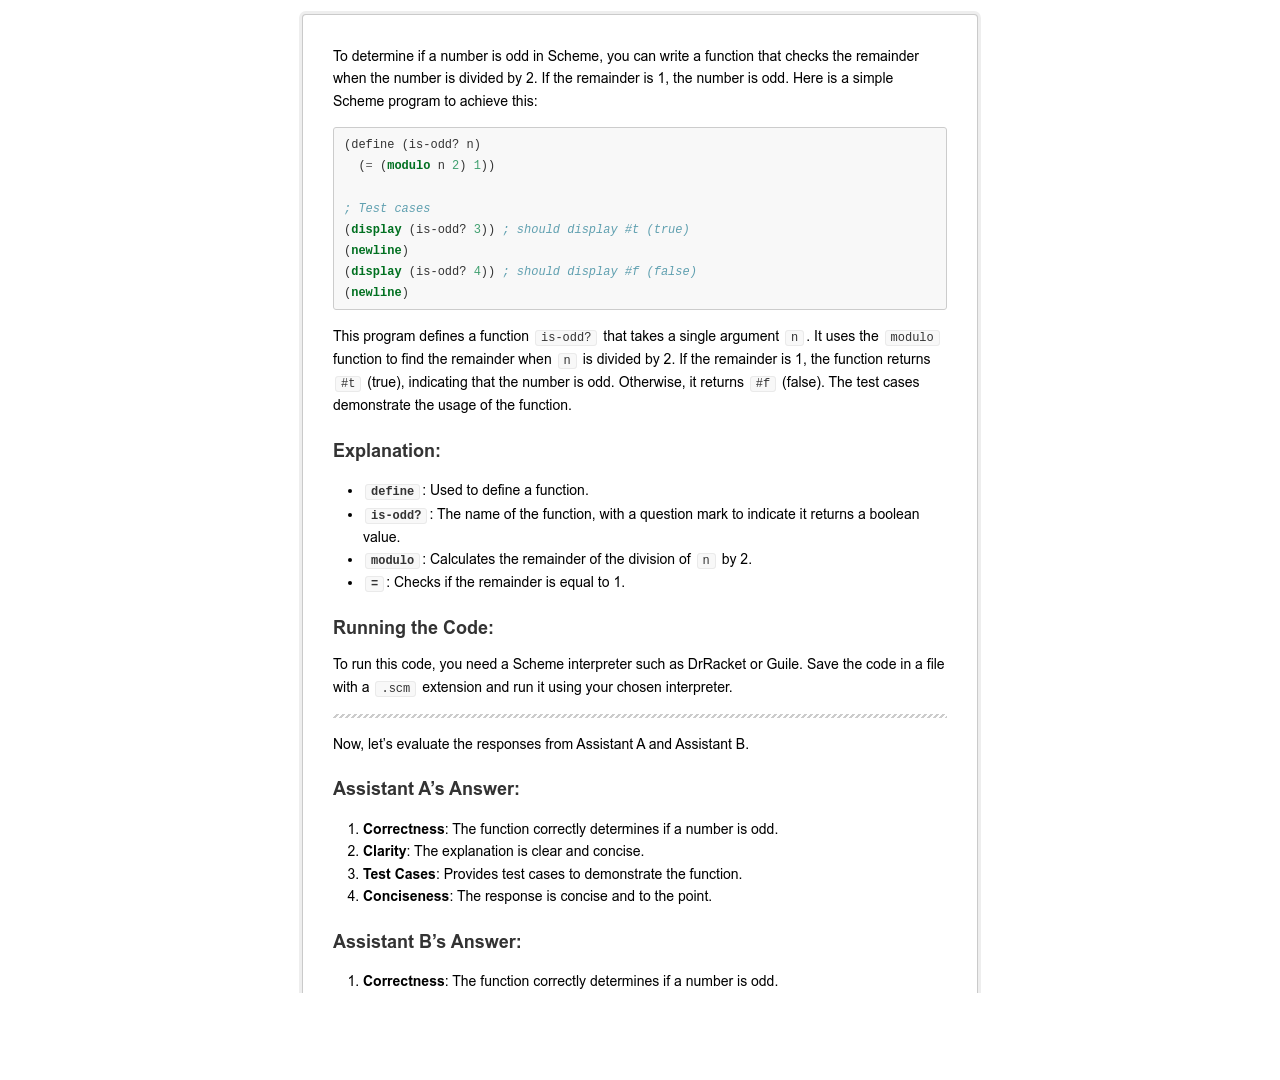 To determine if a number is odd in Scheme, you can write a function that checks the remainder
when the number is divided by 2. If the remainder is 1, the number is odd. Here is a simple
Scheme program to achieve this:
(define (is-odd? n)
  (= (modulo n 2) 1))
; Test cases
(display (is-odd? 3)) ; should display #t (true)
(newline)
(display (is-odd? 4)) ; should display #f (false)
(newline)
This program defines a function is-odd? that takes a single argument n. It uses the modulo
function to find the remainder when n is divided by 2. If the remainder is 1, the function returns
#t (true), indicating that the number is odd. Otherwise, it returns #f (false). The test cases
demonstrate the usage of the function.
Explanation:
• define: Used to define a function.
• is-odd?: The name of the function, with a question mark to indicate it returns a boolean
value.
• modulo: Calculates the remainder of the division of n by 2.
• =: Checks if the remainder is equal to 1.
Running the Code:
To run this code, you need a Scheme interpreter such as DrRacket or Guile. Save the code in a file
with a .scm extension and run it using your chosen interpreter.
Now, let’s evaluate the responses from Assistant A and Assistant B.
Assistant A’s Answer:
1. Correctness: The function correctly determines if a number is odd.
2. Clarity: The explanation is clear and concise.
3. Test Cases: Provides test cases to demonstrate the function.
4. Conciseness: The response is concise and to the point.
Assistant B’s Answer:
1. Correctness: The function correctly determines if a number is odd.